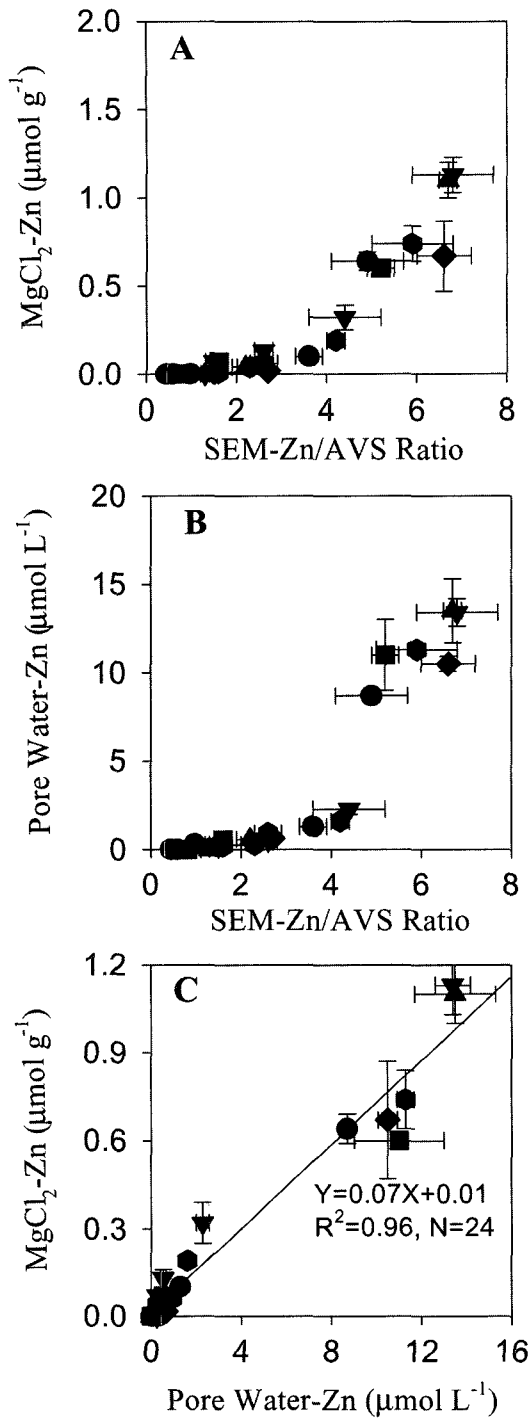 A
2.0
1.5
1.0
0.5
0.0
MgCl₂-Zn (μmol g⁻¹)
0 2 4 6 8
SEM-Zn/AVS Ratio
B
20
15
10
5
0
Pore Water-Zn (μmol L⁻¹)
0 2 4 6 8
SEM-Zn/AVS Ratio
C
1.2
0.9
0.6
0.3
0.0
MgCl₂-Zn (μmol g⁻¹)
Y=0.07X+0.01
R²=0.96, N=24
0 4 8 12 16
Pore Water-Zn (μmol L⁻¹)